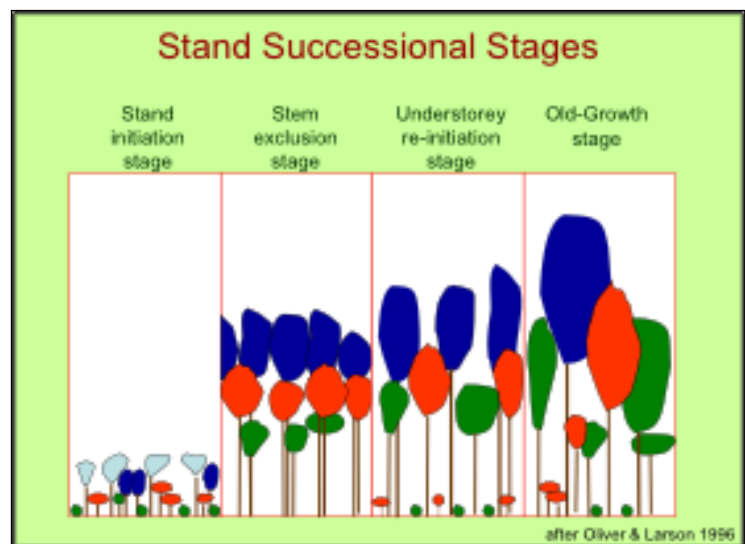 Stand Successional Stages
Stand
initiation
stage
Stem
exclusion
stage
Understorey
re-initiation
stage
Old-Growth
stage
after Oliver & Larson 1996